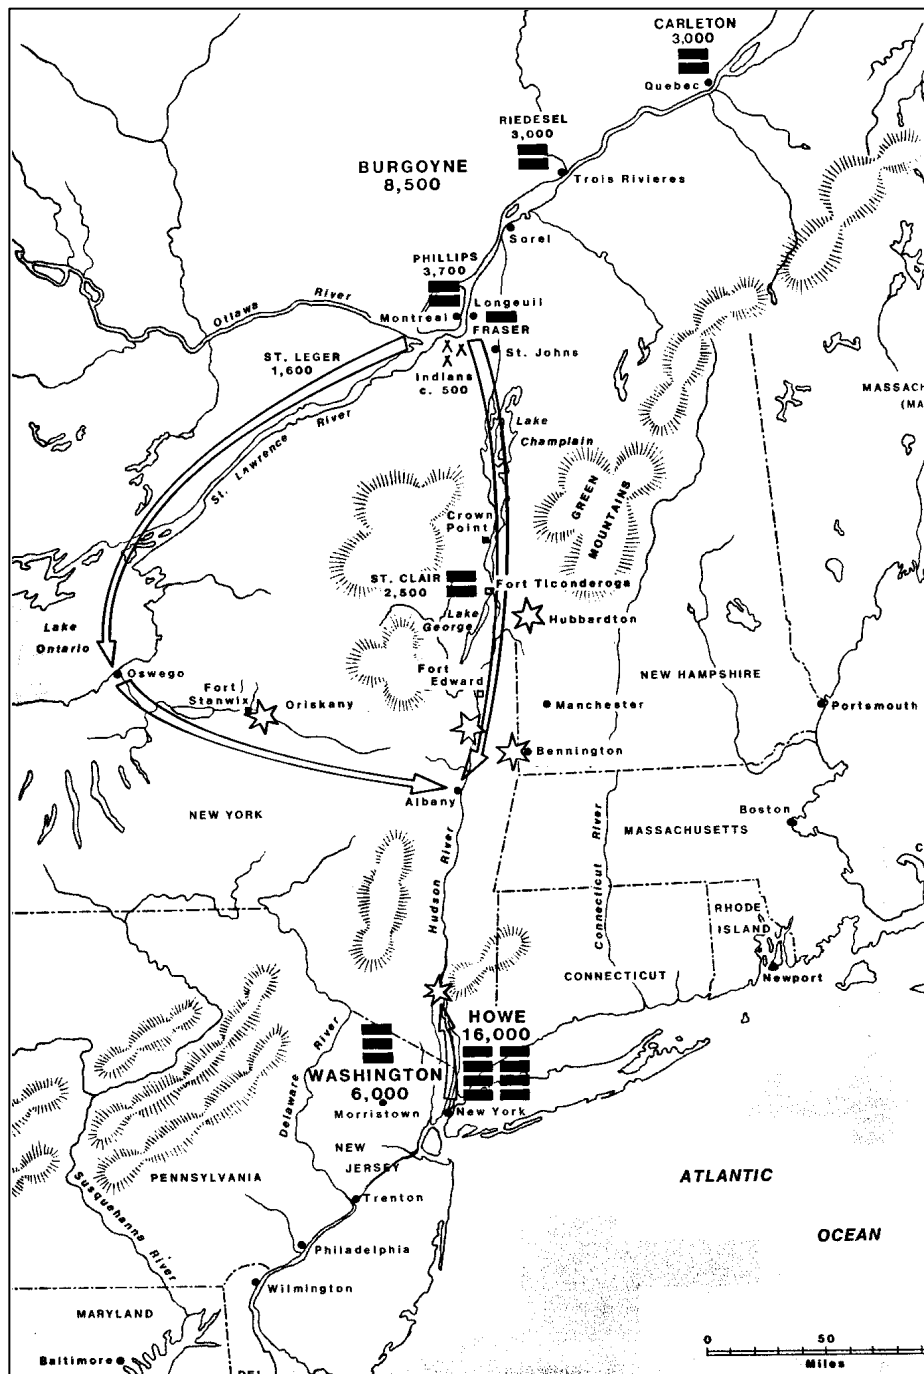 CARLETON
3,000
Quebec
RIEDESEL
3,000
BURGOYNE
8,500
Trois Rivieres
Sorel
PHILLIPS
3,700
Ottawa River
Montreal
Longeuil
FRASER
ST. LEGER
1,600
St. Johns
Indians
c. 500
MASSACH
(MA
St. Lawrence River
Lake
Champlain
GREEN
MOUNTAINS
Crown
Point
ST. CLAIR
2,500
Fort Ticonderoga
Lake
George
Hubbardton
Lake
Ontario
Oswego
Fort
Edward
NEW HAMPSHIRE
Fort
Stanwix
Oriskany
Manchester
Portsmouth
Bennington
Albany
NEW YORK
Boston
MASSACHUSETTS
Hudson River
Connecticut River
C
RHODE
ISLAND
CONNECTICUT
Newport
HOWE
16,000
Delaware River
WASHINGTON
6,000
Morristown
New York
NEW
JERSEY
PENNSYLVANIA
ATLANTIC
Susquehanna River
Trenton
OCEAN
Philadelphia
Wilmington
MARYLAND
0 50
Miles
Baltimore
DEL